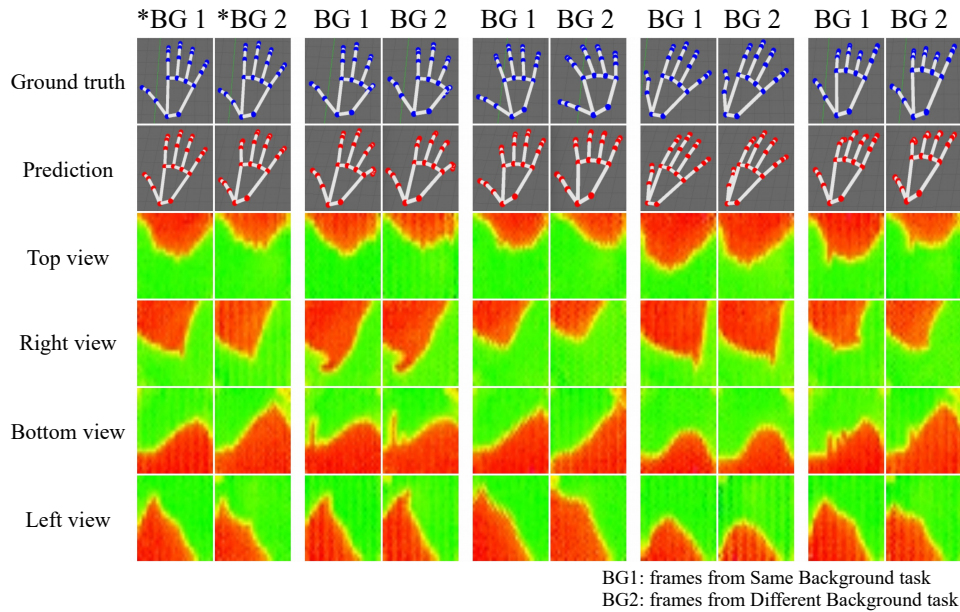 *BG 1 *BG 2 BG 1 BG 2 BG 1 BG 2 BG 1 BG 2 BG 1 BG 2
Ground truth
Prediction
Top view
Right view
Bottom view
Left view
BG1: frames from Same Background task
BG2: frames from Different Background task